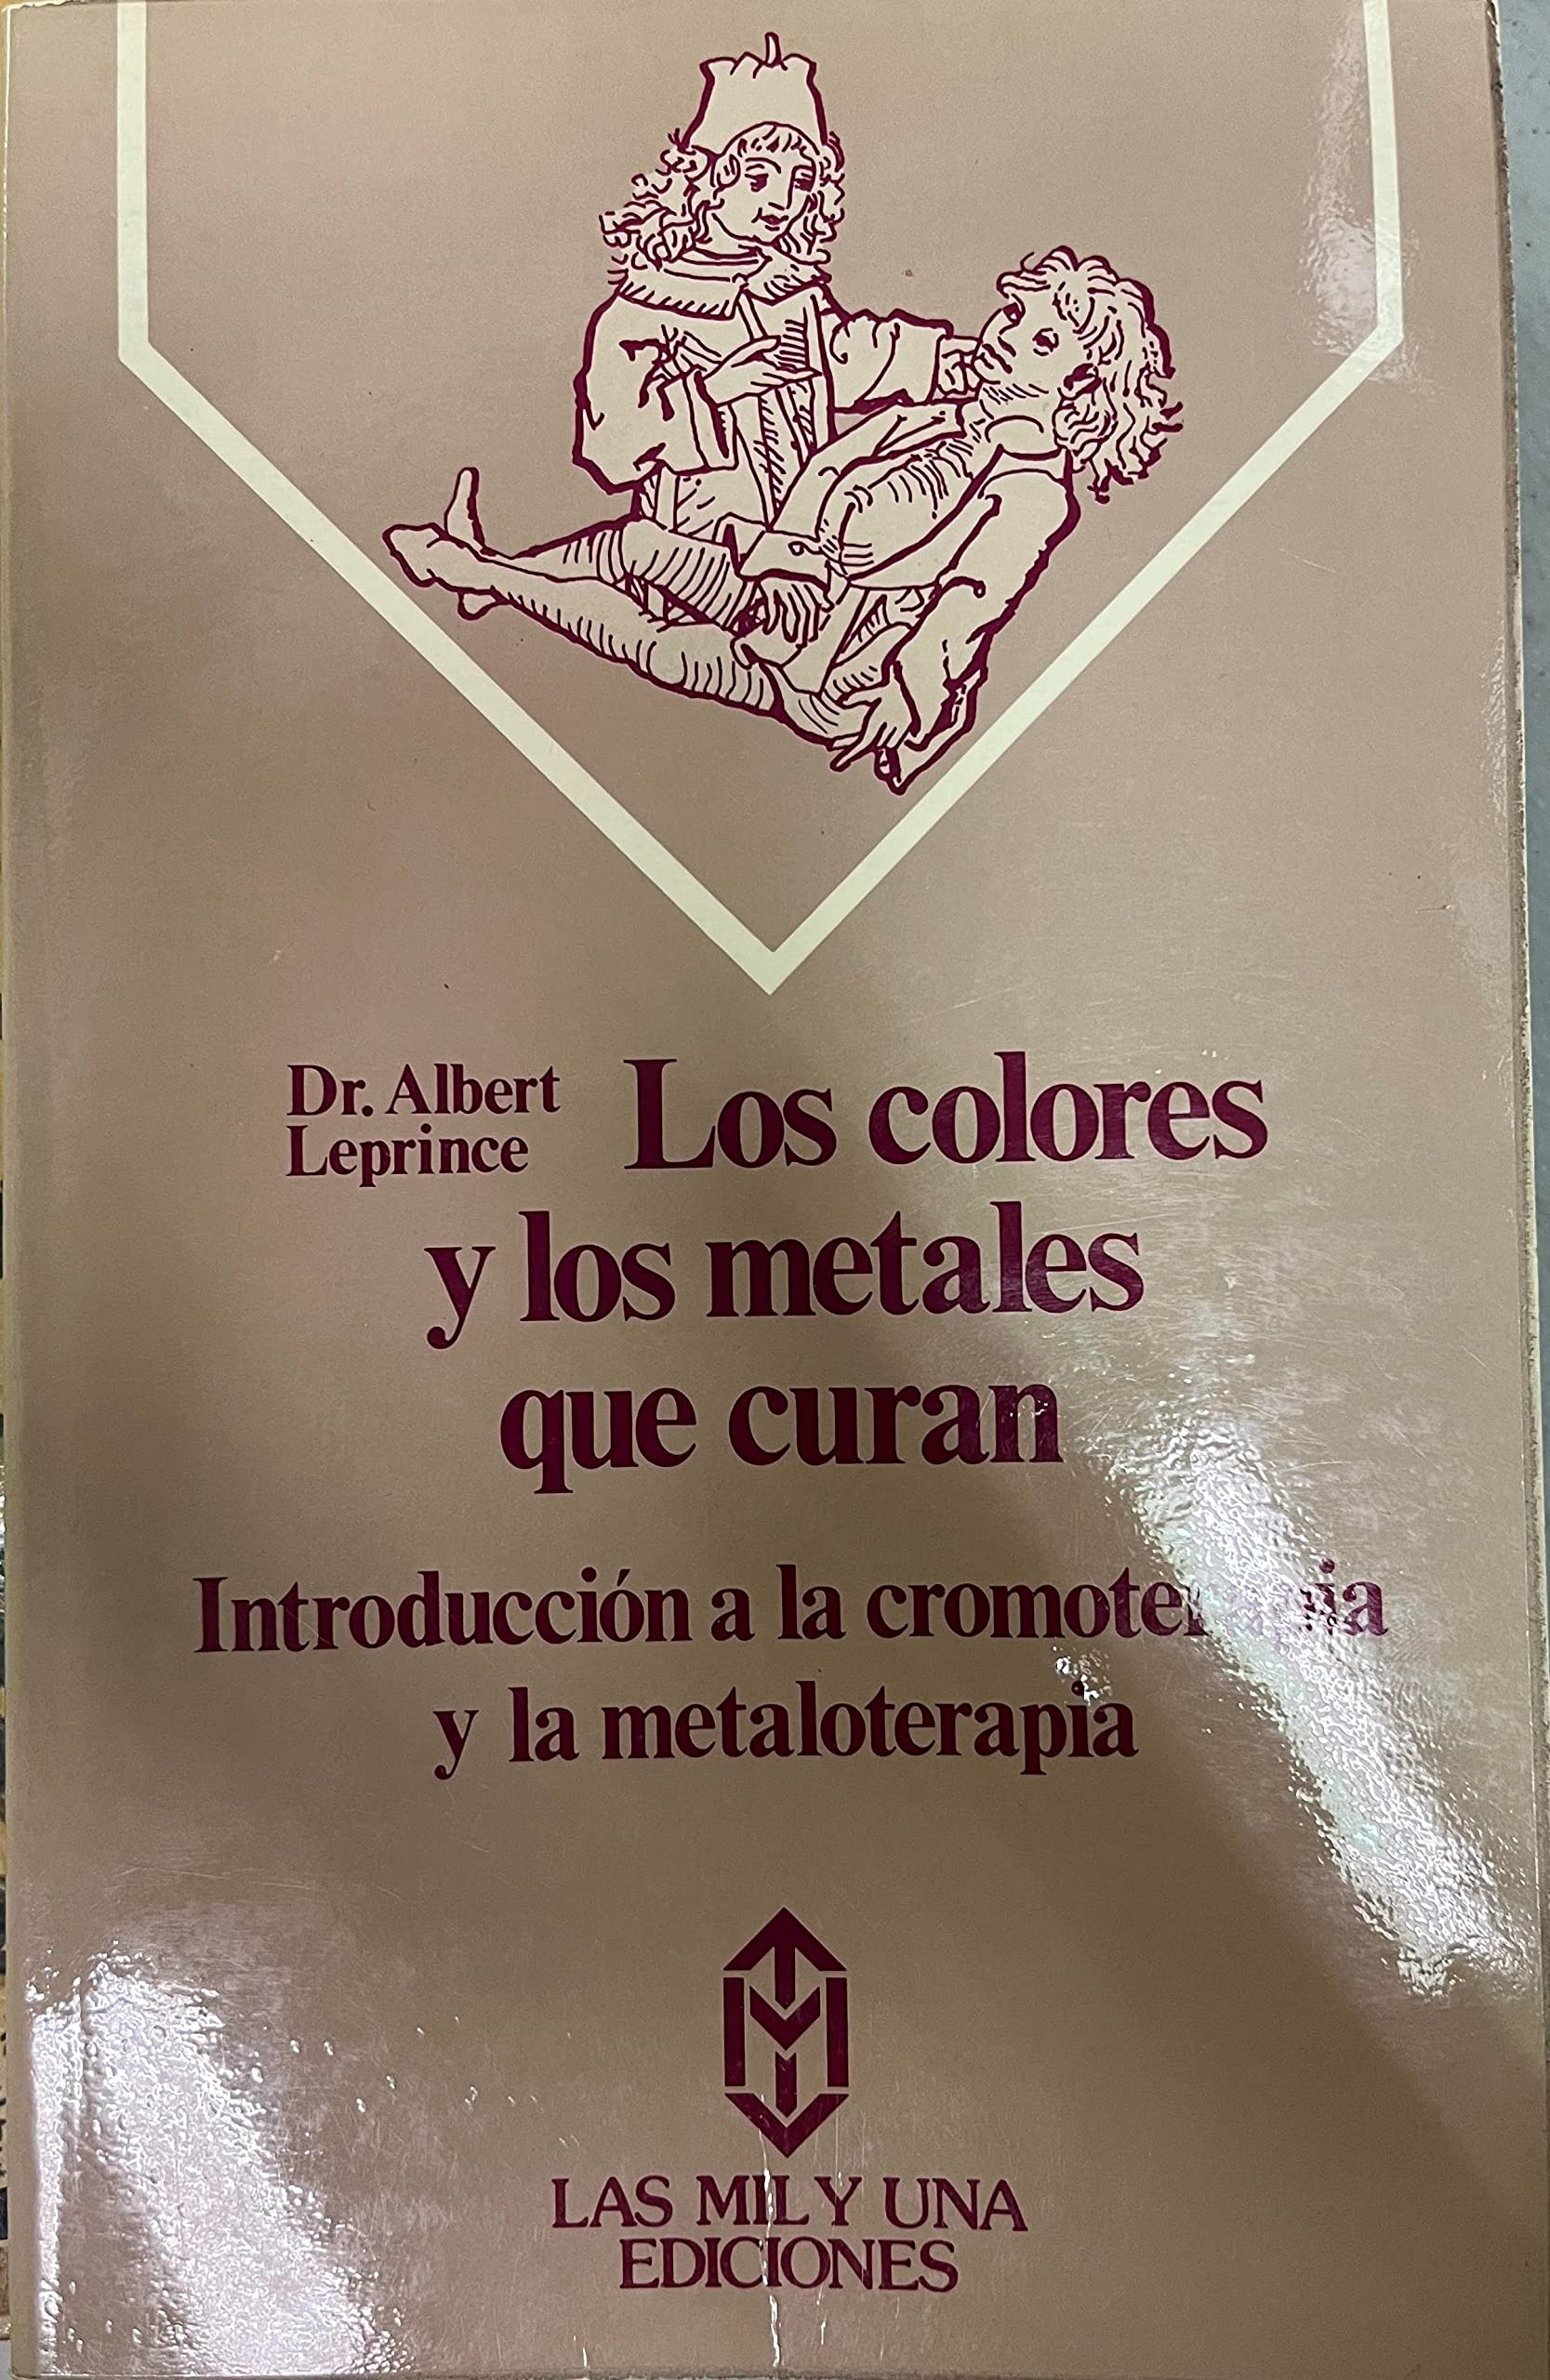 Dr. Albert
Leprince
Los colores
y los metales
que curan
Introducción a la cromoterapia
y la metaloterapia
LAS MIL Y UNA
EDICIONES